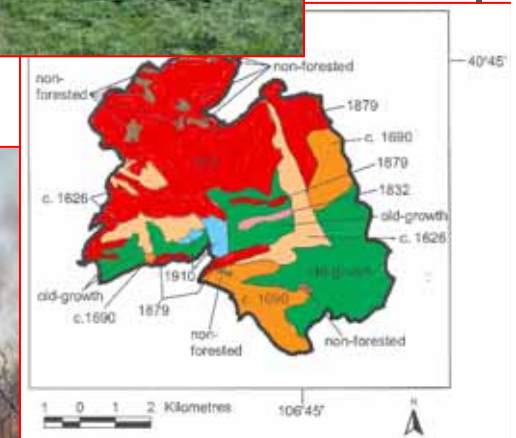 non-forested
40°45'
non-
forested
1879
c. 1690
1879
1832
c. 1626
old-growth
c. 1626
old-growth
1910
old-growth
c. 1690
c.1690
1879
non-
forested
non-forested
1 0 1 2 Kilometres
106°45'
N